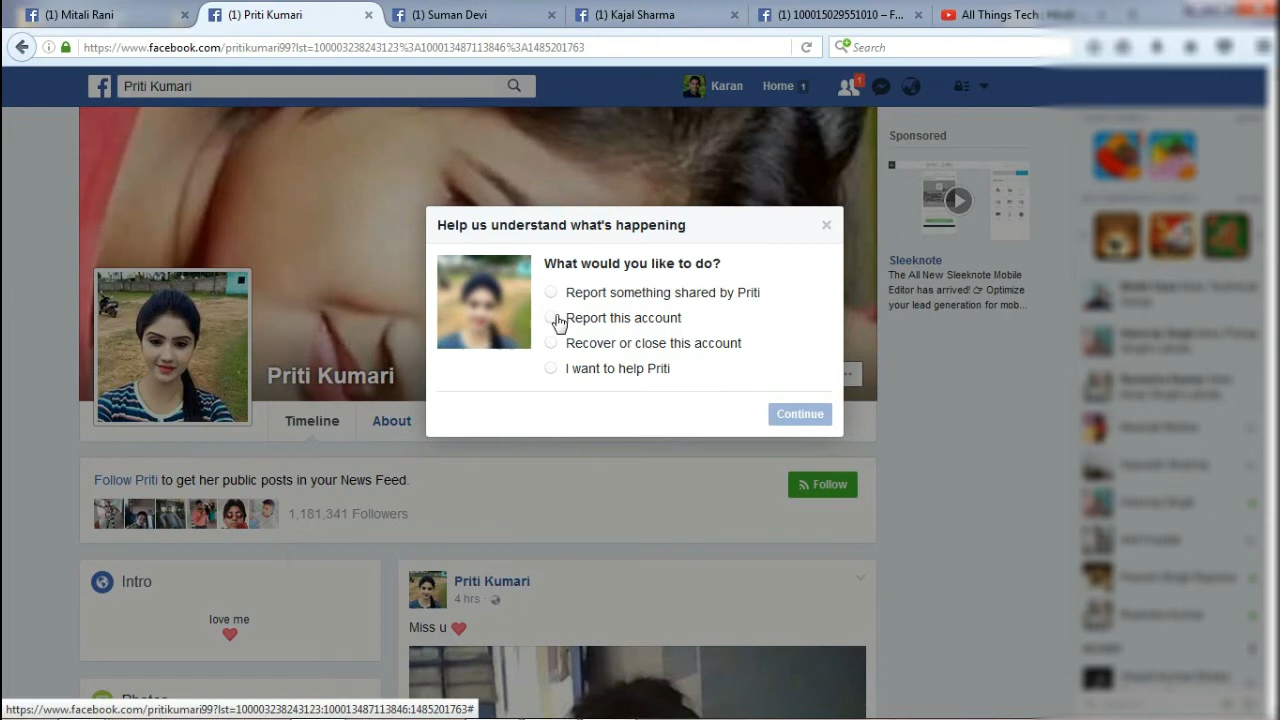 (1) Mitali Rani
(1) Priti Kumari
(1) Suman Devi
(1) Kajal Sharma
(1) 100015029551010 – F...
All Things Tech
https://www.facebook.com/pritikumari99?lst=100003238243123%3A100013487113846%3A1485201763
Search
Priti Kumari
Karan
Home 1
1
Sponsored
Help us understand what's happening
What would you like to do?
Report something shared by Priti
Report this account
Recover or close this account
I want to help Priti
Continue
Sleeknote
The All New Sleeknote Mobile
Editor has arrived! 👉 Optimize
your lead generation for mob...
Priti Kumari
Timeline
About
Follow Priti to get her public posts in your News Feed.
Follow
1,181,341 Followers
Intro
love me
Priti Kumari
4 hrs ·
Miss u
Photos
https://www.facebook.com/pritikumari99?lst=100003238243123:100013487113846:1485201763#